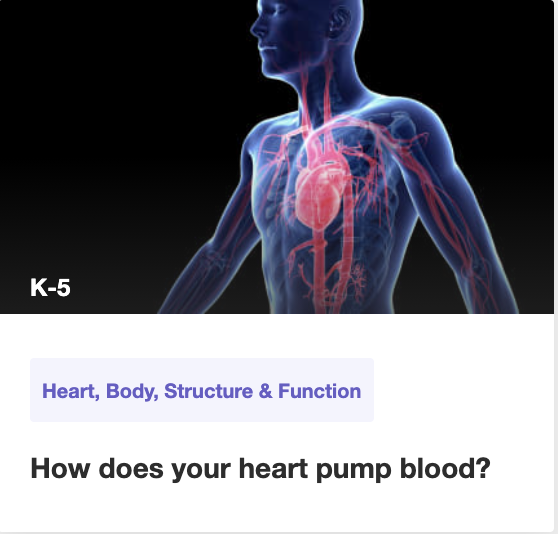 K-5
Heart, Body, Structure & Function
How does your heart pump blood?